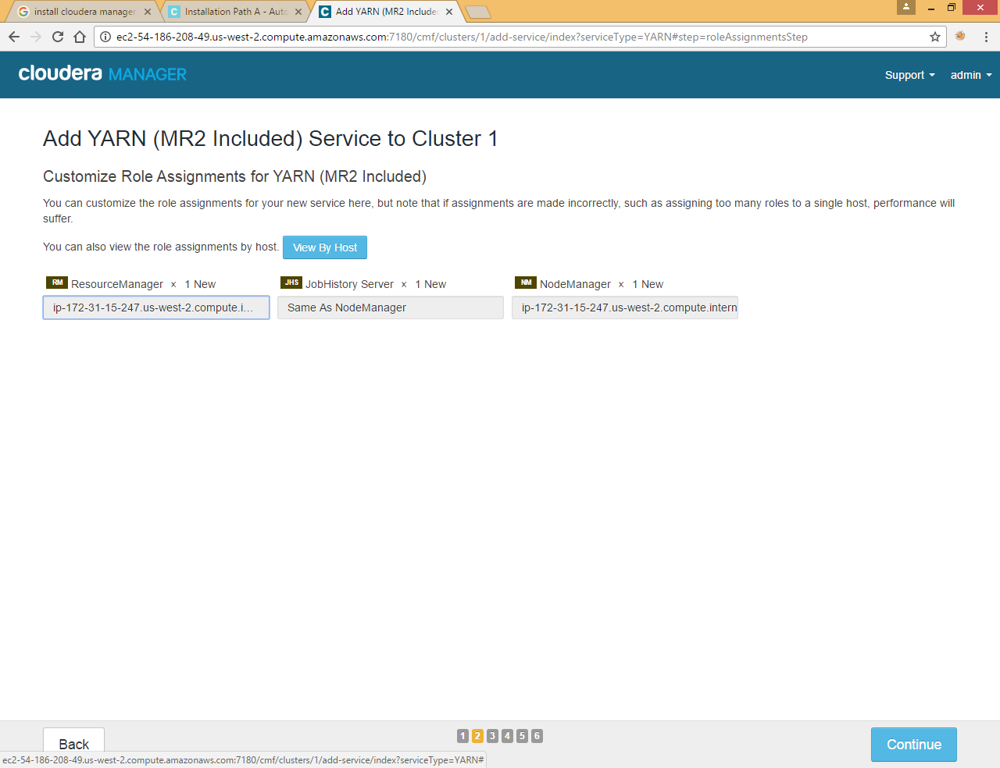 install cloudera manager
Installation Path A - Auto
Add YARN (MR2 Include
ec2-54-186-208-49.us-west-2.compute.amazonaws.com:7180/cmf/clusters/1/add-service/index?serviceType=YARN#step=roleAssignmentsStep
cloudera MANAGER
Support
admin
Add YARN (MR2 Included) Service to Cluster 1
Customize Role Assignments for YARN (MR2 Included)
You can customize the role assignments for your new service here, but note that if assignments are made incorrectly, such as assigning too many roles to a single host, performance will
suffer.
You can also view the role assignments by host. View By Host
RM ResourceManager × 1 New
JHS JobHistory Server × 1 New
NM NodeManager × 1 New
ip-172-31-15-247.us-west-2.compute.i...
Same As NodeManager
ip-172-31-15-247.us-west-2.compute.intern
Back
1 2 3 4 5 6
Continue
ec2-54-186-208-49.us-west-2.compute.amazonaws.com:7180/cmf/clusters/1/add-service/index?serviceType=YARN#